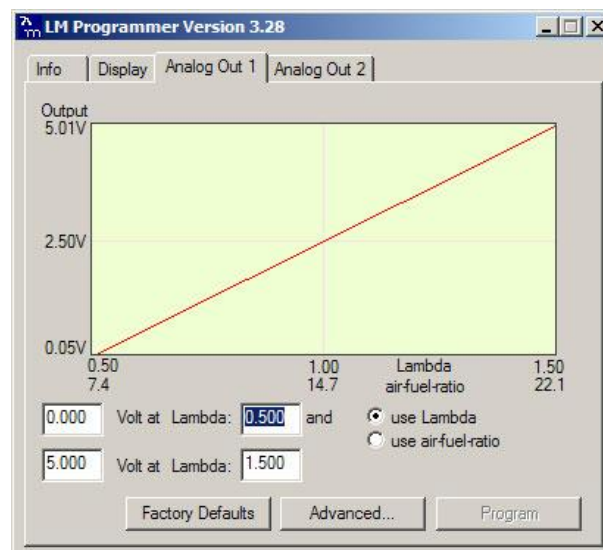 LM Programmer Version 3.28
Info Display Analog Out 1 Analog Out 2
Output
5.01V
2.50V
0.05V
0.50 1.00 Lambda 1.50
7.4 14.7 air-fuel-ratio 22.1
0.000 Volt at Lambda: 0.500 and use Lambda
use air-fuel-ratio
5.000 Volt at Lambda: 1.500
Factory Defaults Advanced... Program